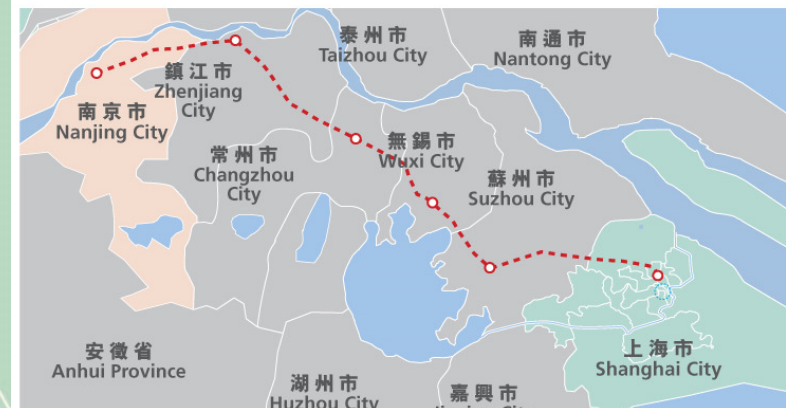 泰州市
Taizhou City
南通市
Nantong City
鎮江市
Zhenjiang
City
南京市
Nanjing City
無錫市
Wuxi City
常州市
Changzhou
City
蘇州市
Suzhou City
安徽省
Anhui Province
上海市
Shanghai City
湖州市
Huzhou City
嘉興市